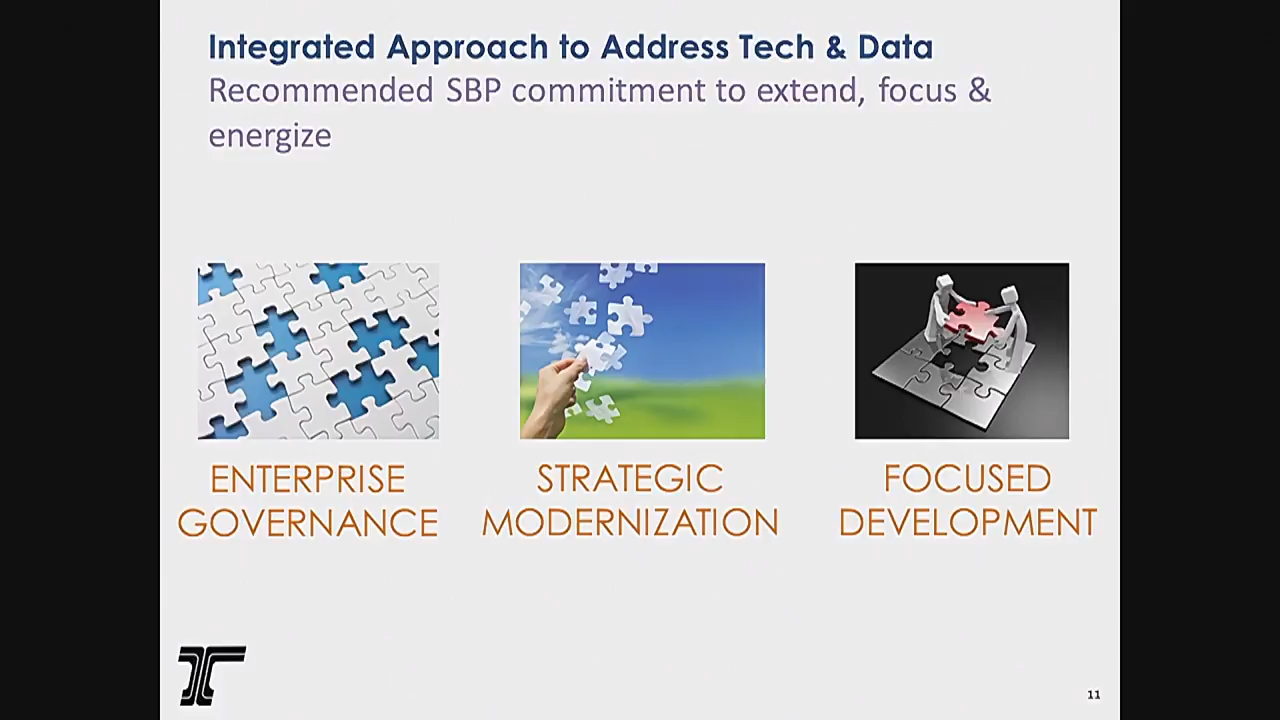 Integrated Approach to Address Tech & Data
Recommended SBP commitment to extend, focus &
energize
ENTERPRISE
GOVERNANCE
STRATEGIC
MODERNIZATION
FOCUSED
DEVELOPMENT
11